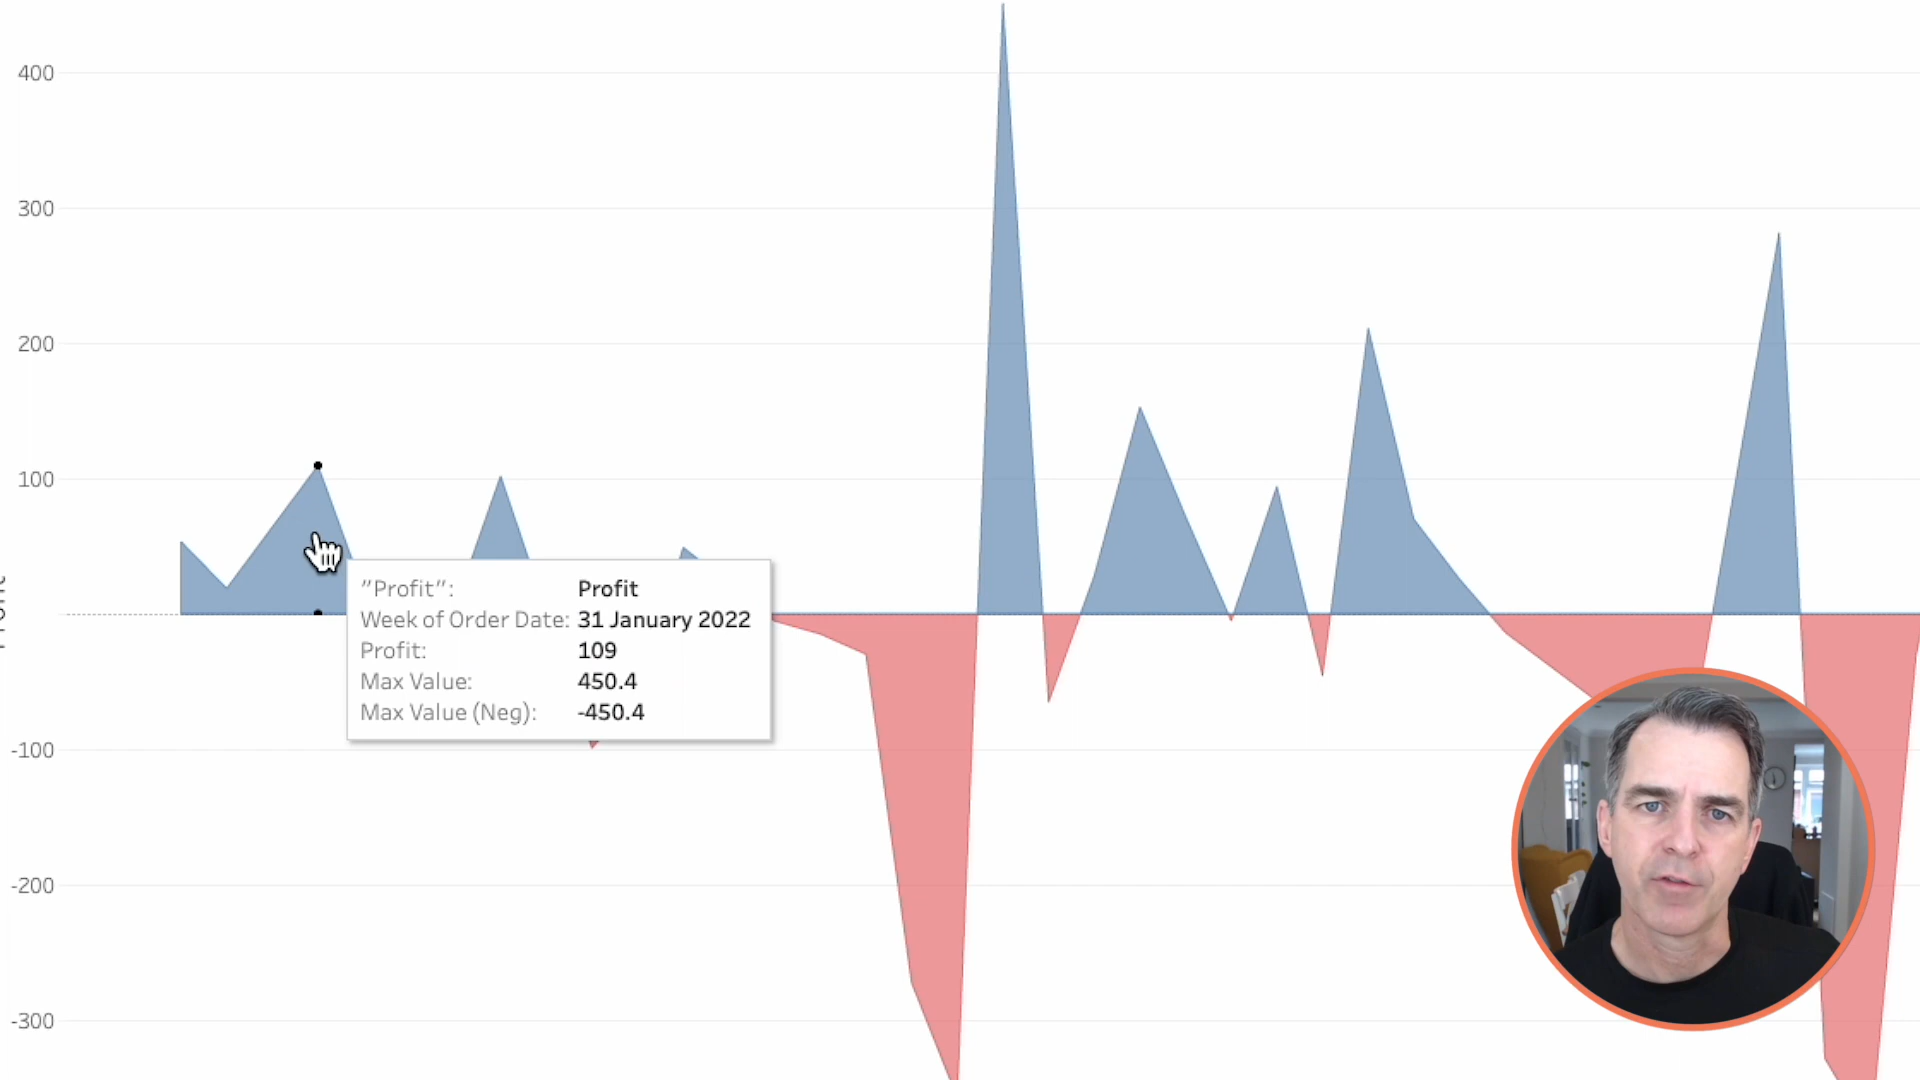 400
300
200
100
-100
-200
-300
"Profit": Profit
Week of Order Date: 31 January 2022
Profit: 109
Max Value: 450.4
Max Value (Neg): -450.4